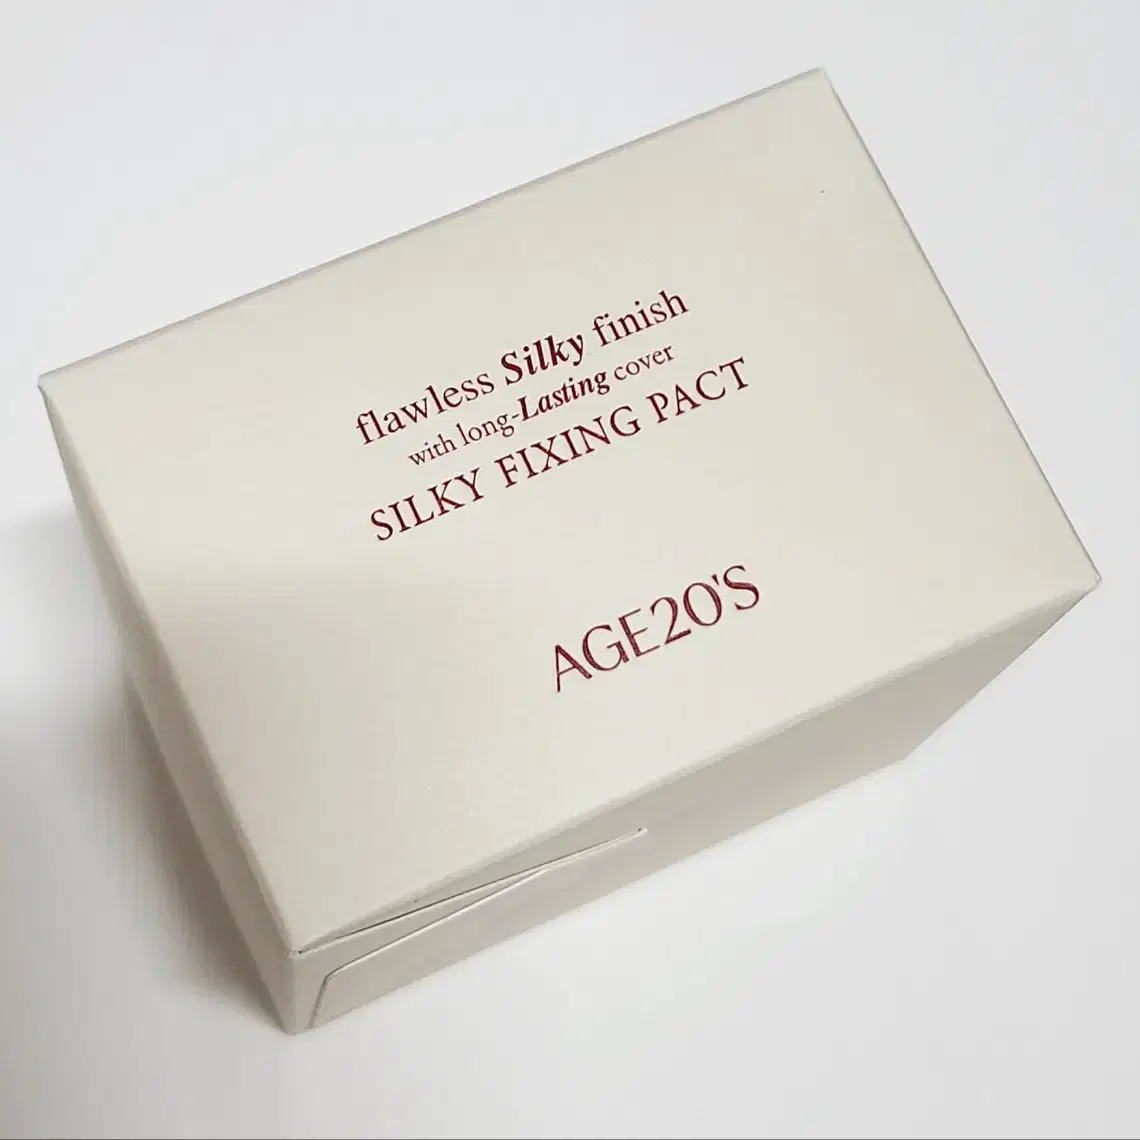 flawless Silky finish
with long-Lasting cover
SILKY FIXING PACT
AGE20'S